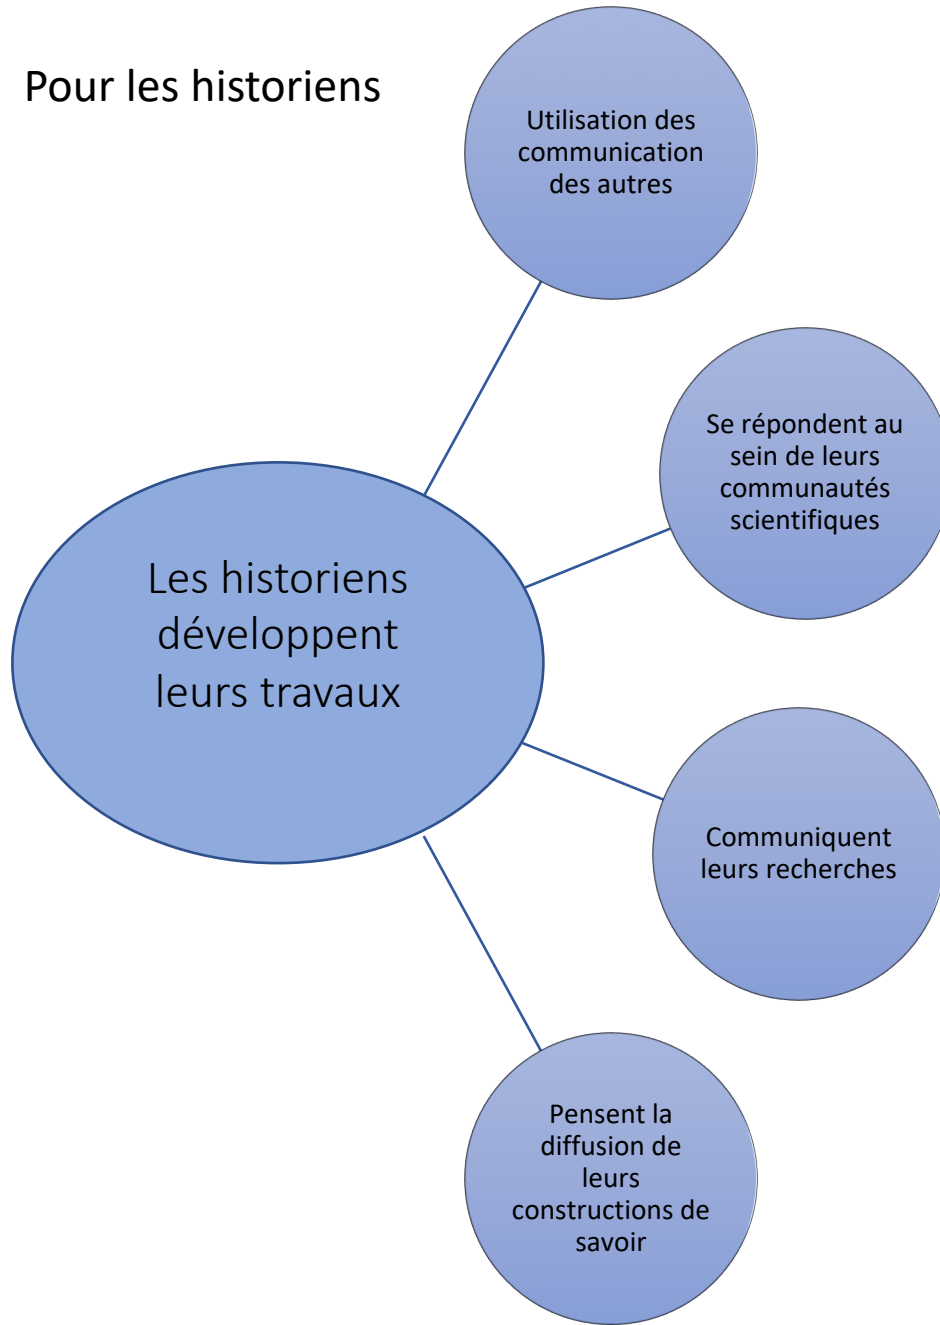 Pour les historiens
Utilisation des
communication
des autres
Se répondent au
sein de leurs
communautés
scientifiques
Les historiens
développent
leurs travaux
Communiquent
leurs recherches
Pensent la
diffusion de
leurs
constructions de
savoir